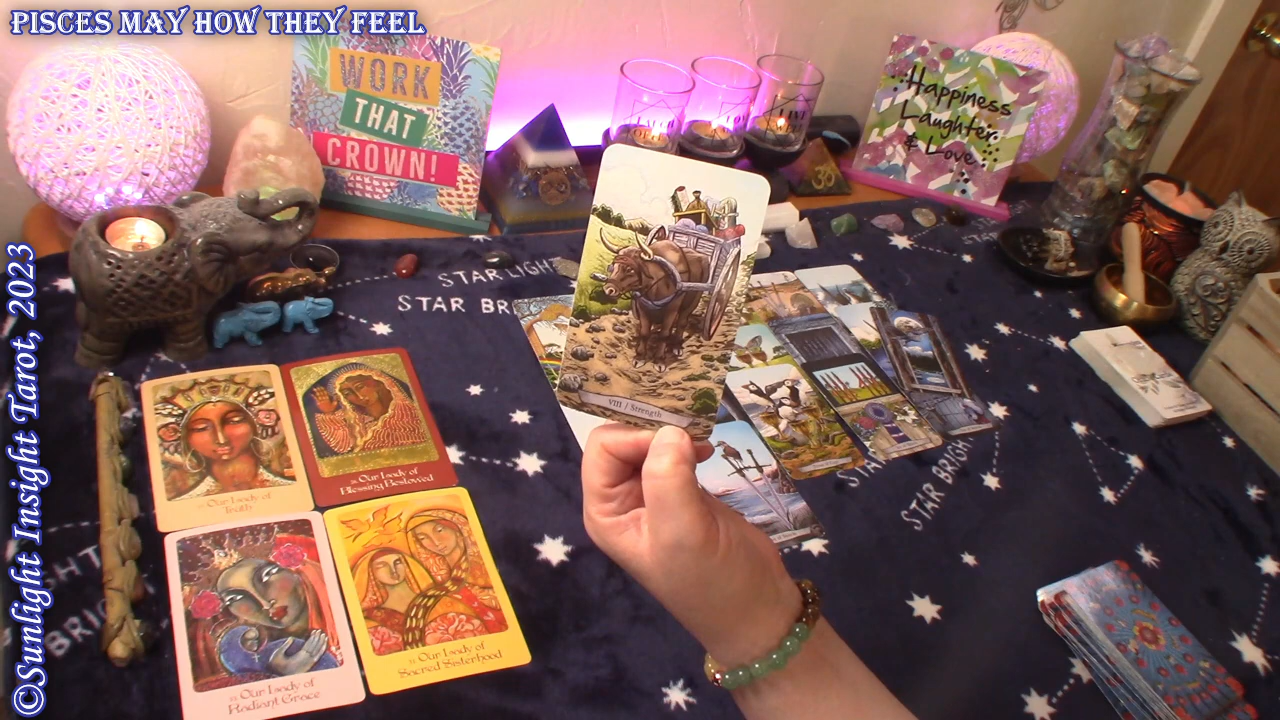 PISCES MAY HOW THEY FEEL
©Sunlight Insight Tarot, 2023
WORK
THAT
CROWN!
Happiness
Laughter
& Love
STAR LIGHT
STAR BRI
VIII / Strength
Our Lady of
Truth
Our Lady of
Blessing Bestowed
Our Lady of
Radiant Grace
Our Lady of
Sacred Sisterhood
STAR BRIGHT